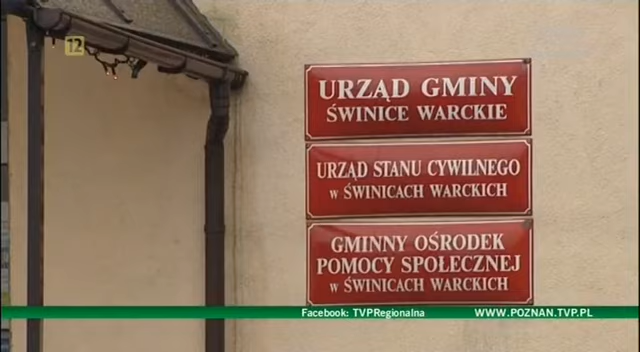 12
URZĄD GMINY
ŚWINICE WARCKIE
URZĄD STANU CYWILNEGO
W ŚWINICACH WARCKICH
GMINNY OŚRODEK
POMOCY SPOŁECZNEJ
W ŚWINICACH WARCKICH
Facebook: TVPRegionalna
WWW.POZNAN.TVP.PL